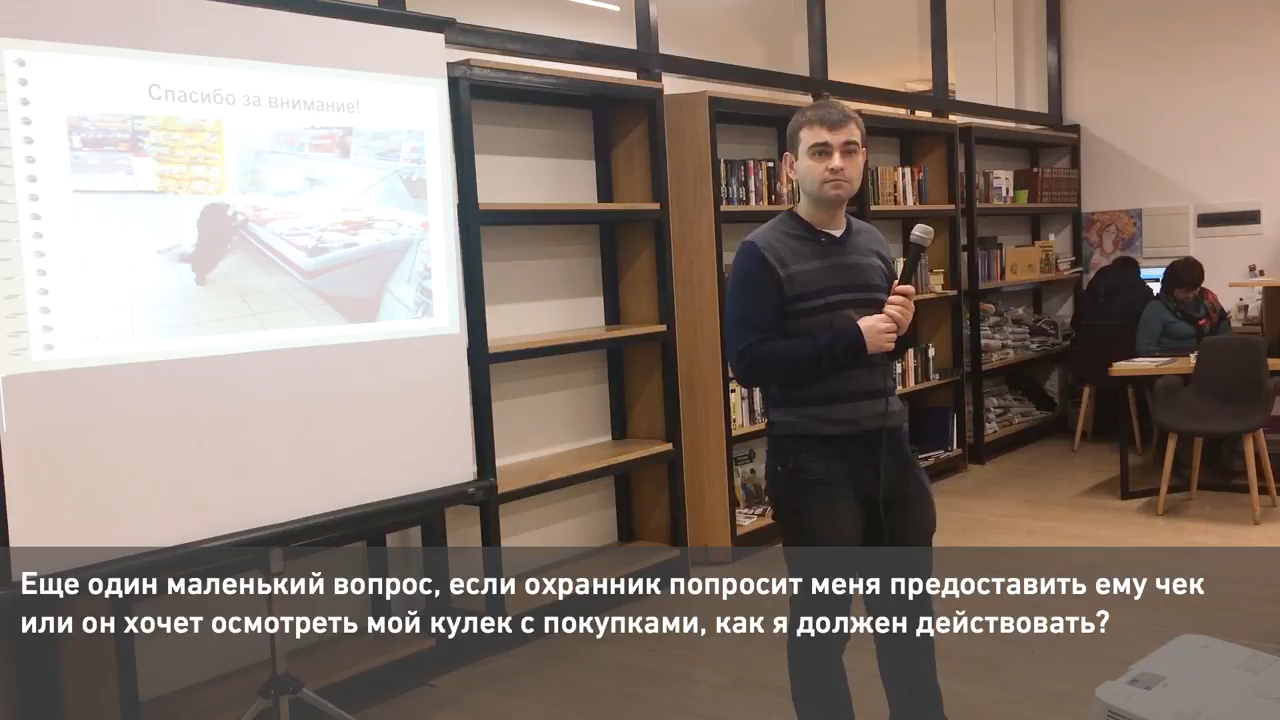 Спасибо за внимание!
Еще один маленький вопрос, если охранник попросит меня предоставить ему чек
или он хочет осмотреть мой кулек с покупками, как я должен действовать?